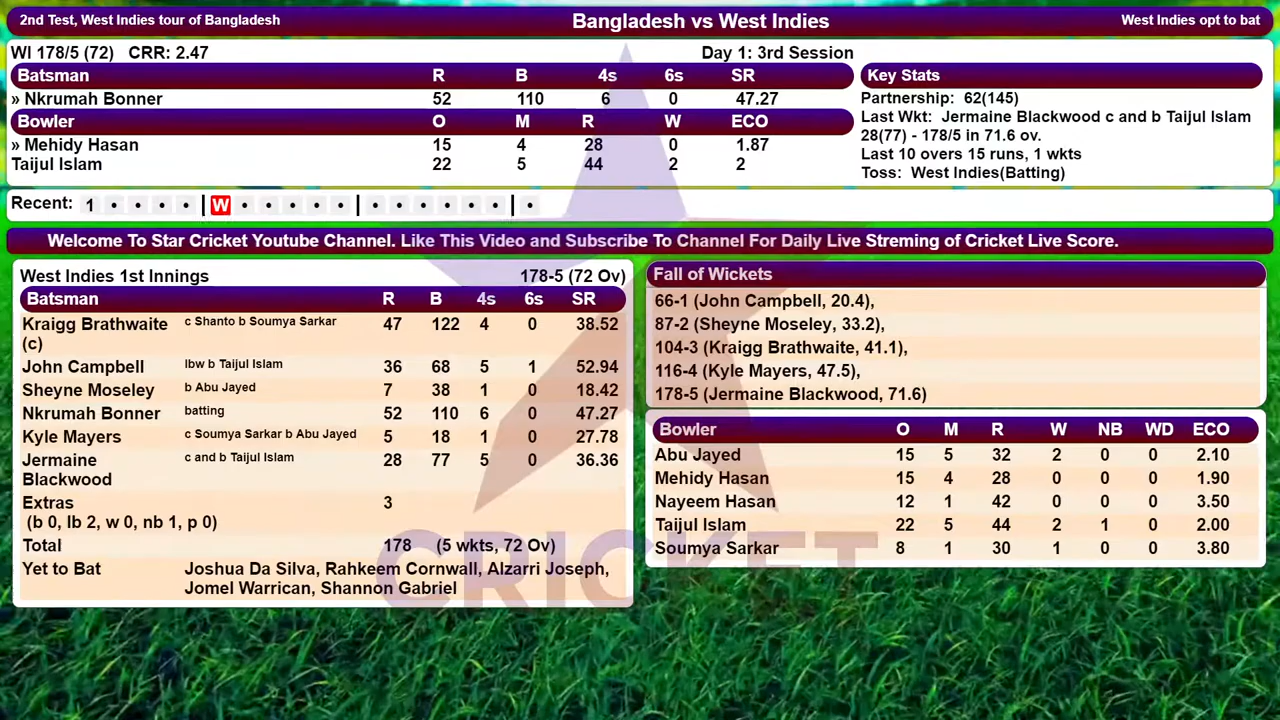 2nd Test, West Indies tour of Bangladesh Bangladesh vs West Indies West Indies opt to bat
WI 178/5 (72) CRR: 2.47 Day 1: 3rd Session
Batsman R B 4s 6s SR
» Nkrumah Bonner 52 110 6 0 47.27
Bowler O M R W ECO
» Mehidy Hasan 15 4 28 0 1.87
Taijul Islam 22 5 44 2 2
Key Stats
Partnership: 62(145)
Last Wkt: Jermaine Blackwood c and b Taijul Islam
28(77) - 178/5 in 71.6 ov.
Last 10 overs 15 runs, 1 wkts
Toss: West Indies(Batting)
Recent: 1 • • • • | W • • • • • | • • • • • • | •
Welcome To Star Cricket Youtube Channel. Like This Video and Subscribe To Channel For Daily Live Streming of Cricket Live Score.
West Indies 1st Innings 178-5 (72 Ov)
Batsman R B 4s 6s SR
Kraigg Brathwaite c Shanto b Soumya Sarkar 47 122 4 0 38.52
(c)
John Campbell lbw b Taijul Islam 36 68 5 1 52.94
Sheyne Moseley b Abu Jayed 7 38 1 0 18.42
Nkrumah Bonner batting 52 110 6 0 47.27
Kyle Mayers c Soumya Sarkar b Abu Jayed 5 18 1 0 27.78
Jermaine c and b Taijul Islam 28 77 5 0 36.36
Blackwood
Extras 3
(b 0, lb 2, w 0, nb 1, p 0)
Total 178 (5 wkts, 72 Ov)
Yet to Bat Joshua Da Silva, Rahkeem Cornwall, Alzarri Joseph,
Jomel Warrican, Shannon Gabriel
Fall of Wickets
66-1 (John Campbell, 20.4),
87-2 (Sheyne Moseley, 33.2),
104-3 (Kraigg Brathwaite, 41.1),
116-4 (Kyle Mayers, 47.5),
178-5 (Jermaine Blackwood, 71.6)
Bowler O M R W NB WD ECO
Abu Jayed 15 5 32 2 0 0 2.10
Mehidy Hasan 15 4 28 0 0 0 1.90
Nayeem Hasan 12 1 42 0 0 0 3.50
Taijul Islam 22 5 44 2 1 0 2.00
Soumya Sarkar 8 1 30 1 0 0 3.80
CRICKET